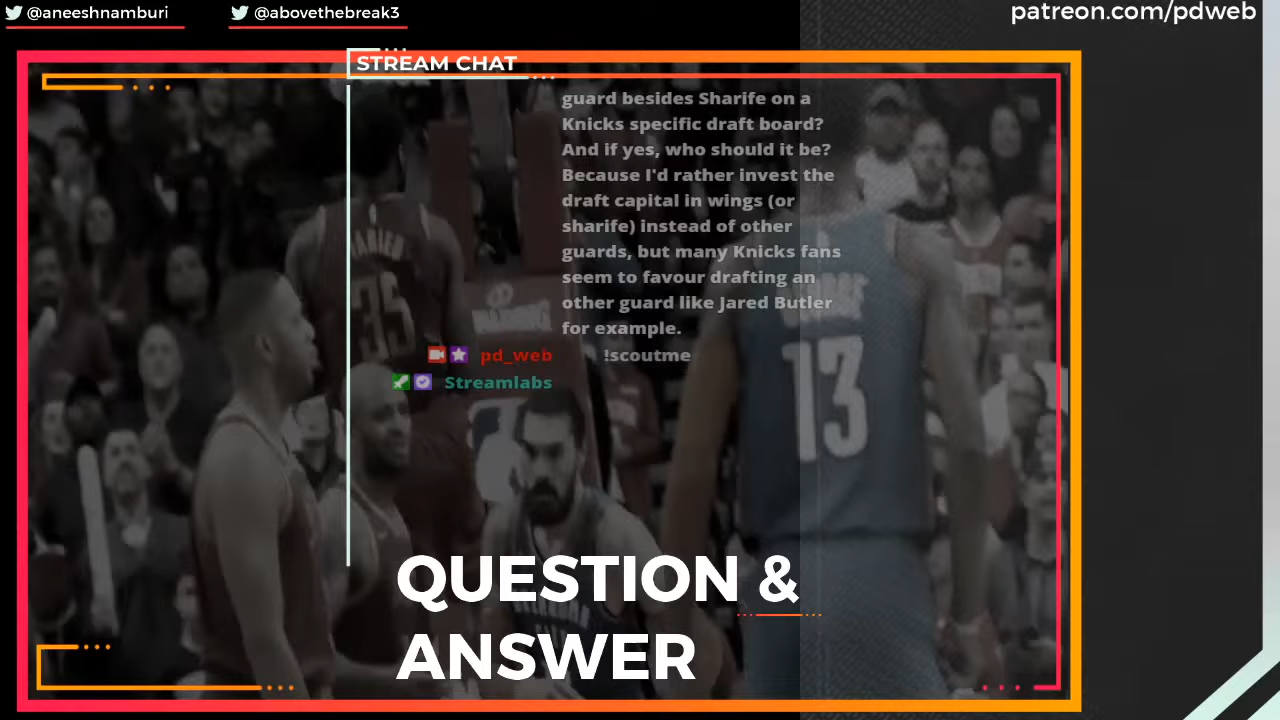 @aneeshnamburi
@abovethebreak3
patreon.com/pdweb
STREAM CHAT
guard besides Sharife on a
Knicks specific draft board?
And if yes, who should it be?
Because I'd rather invest the
draft capital in wings (or
sharife) instead of other
guards, but many Knicks fans
seem to favour drafting an
other guard like Jared Butler
for example.
pd_web !scoutme
Streamlabs
35
13
QUESTION &
ANSWER